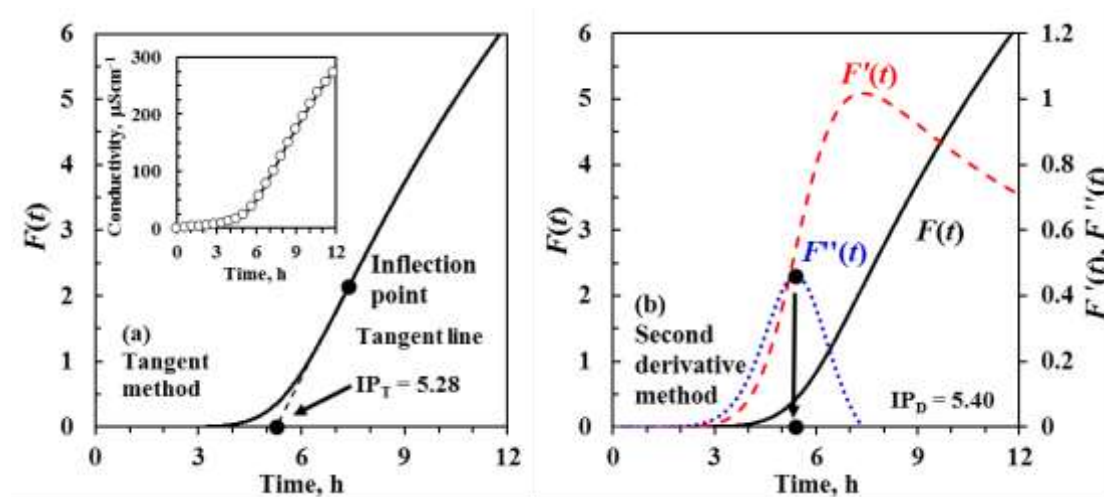 6
5
4
3
2
1
0
F(t)
0
3
6
9
12
Time, h
300
200
100
0
Conductivity, µScm⁻¹
0
3
6
9
12
Time, h
Inflection
point
(a)
Tangent
method
Tangent line
IP_T = 5.28
6
5
4
3
2
1
0
F(t)
0
3
6
9
12
Time, h
1.2
1
0.8
0.6
0.4
0.2
0
F'(t), F''(t)
F'(t)
F(t)
F''(t)
(b)
Second
derivative
method
IP_D = 5.40